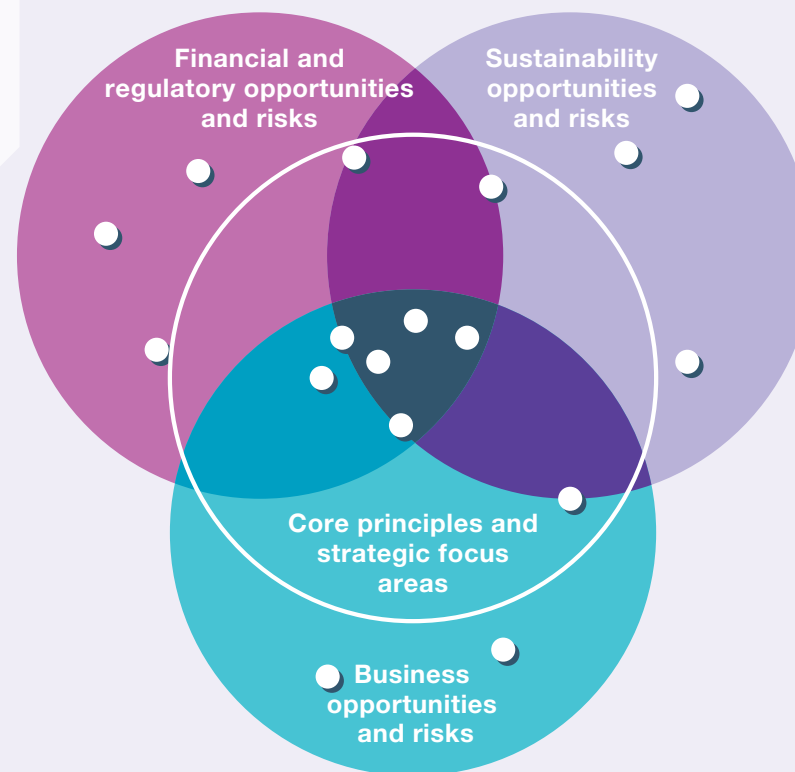 Financial and
regulatory opportunities
and risks
Sustainability
opportunities
and risks
Core principles and
strategic focus
areas
Business
opportunities
and risks